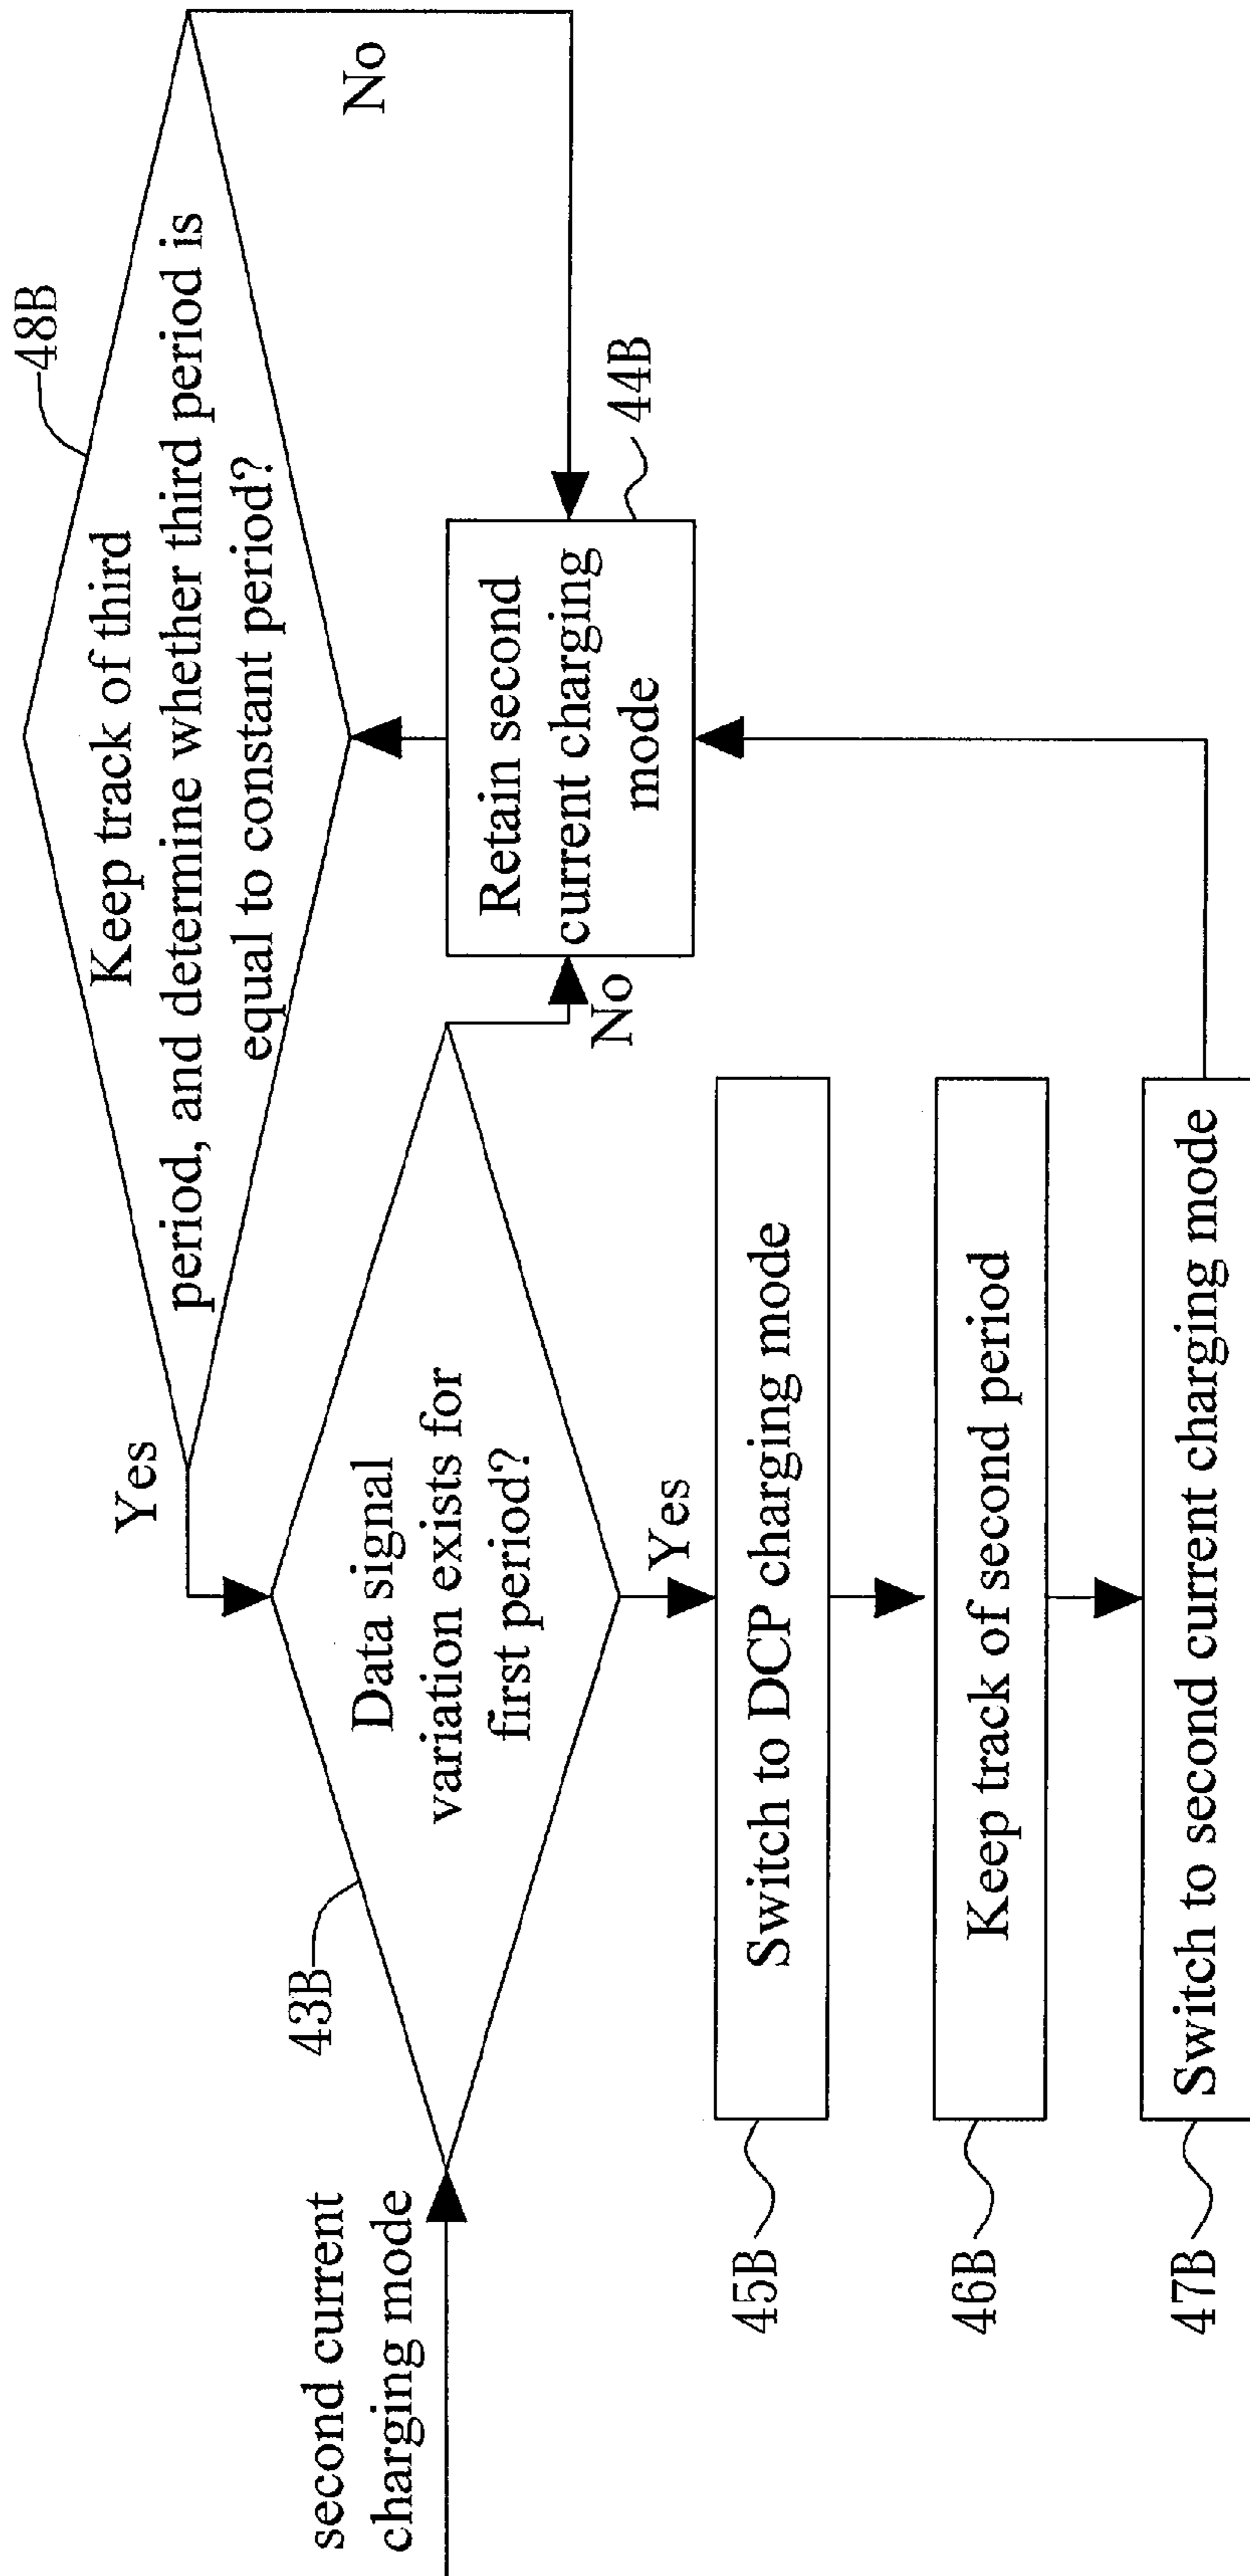 second current
charging mode
43B
Data signal
variation exists for
first period?
Yes
No
48B
Keep track of third
period, and determine whether third period is
equal to constant period?
Yes
No
Retain second
current charging
mode
44B
Switch to DCP charging mode
45B
Keep track of second period
46B
Switch to second current charging mode
47B